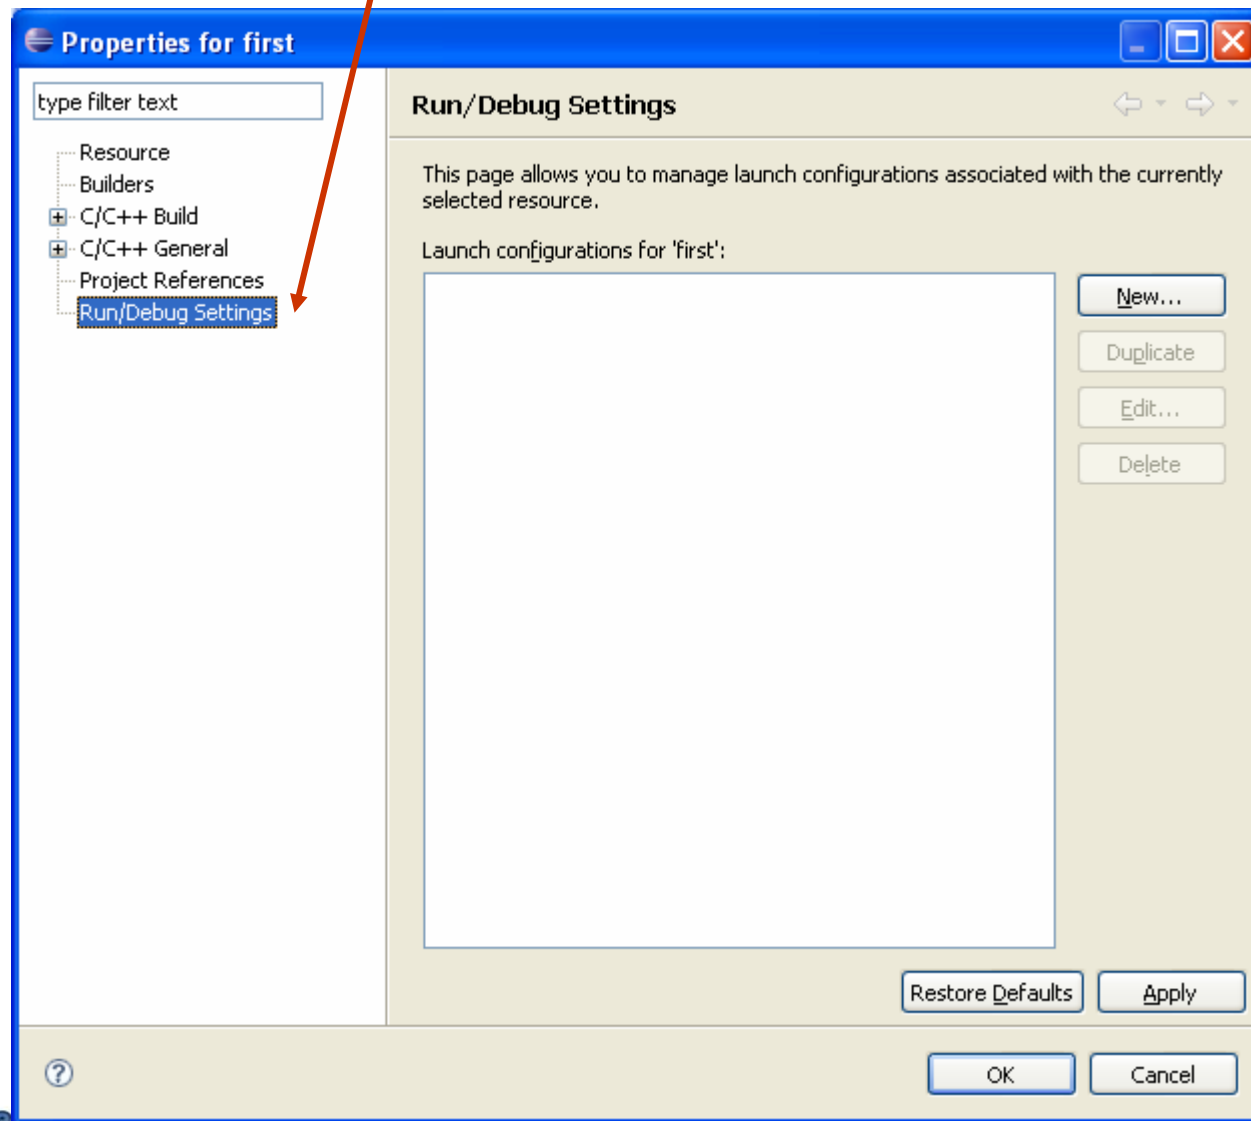 Properties for first
type filter text
Resource
Builders
C/C++ Build
C/C++ General
Project References
Run/Debug Settings
Run/Debug Settings
This page allows you to manage launch configurations associated with the currently
selected resource.
Launch configurations for 'first':
New...
Duplicate
Edit...
Delete
Restore Defaults
Apply
?
OK
Cancel